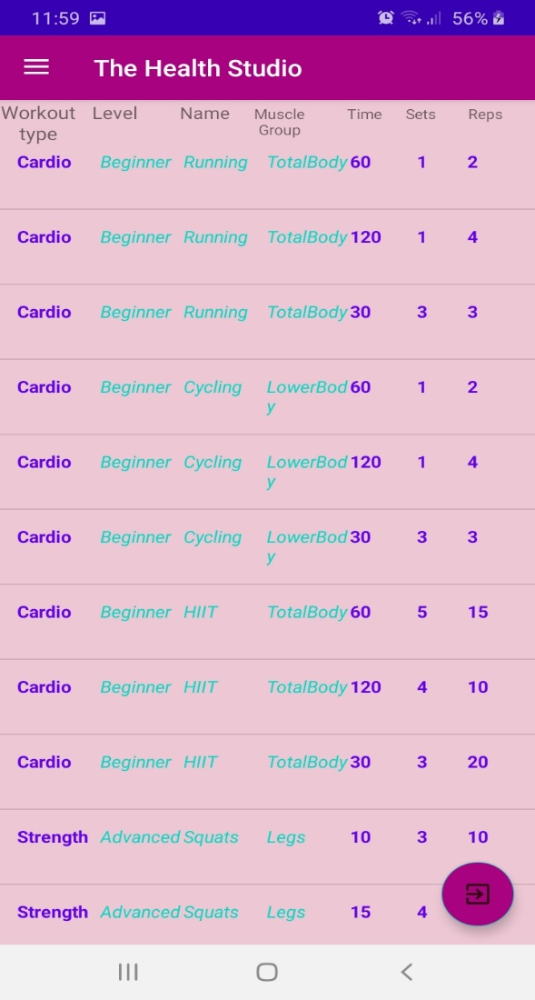 11:59 56%
The Health Studio
Workout Level Name Muscle Time Sets Reps
type Group
Cardio Beginner Running TotalBody 60 1 2
Cardio Beginner Running TotalBody 120 1 4
Cardio Beginner Running TotalBody 30 3 3
Cardio Beginner Cycling LowerBod 60 1 2
y
Cardio Beginner Cycling LowerBod 120 1 4
y
Cardio Beginner Cycling LowerBod 30 3 3
y
Cardio Beginner HIIT TotalBody 60 5 15
Cardio Beginner HIIT TotalBody 120 4 10
Cardio Beginner HIIT TotalBody 30 3 20
Strength Advanced Squats Legs 10 3 10
Strength Advanced Squats Legs 15 4